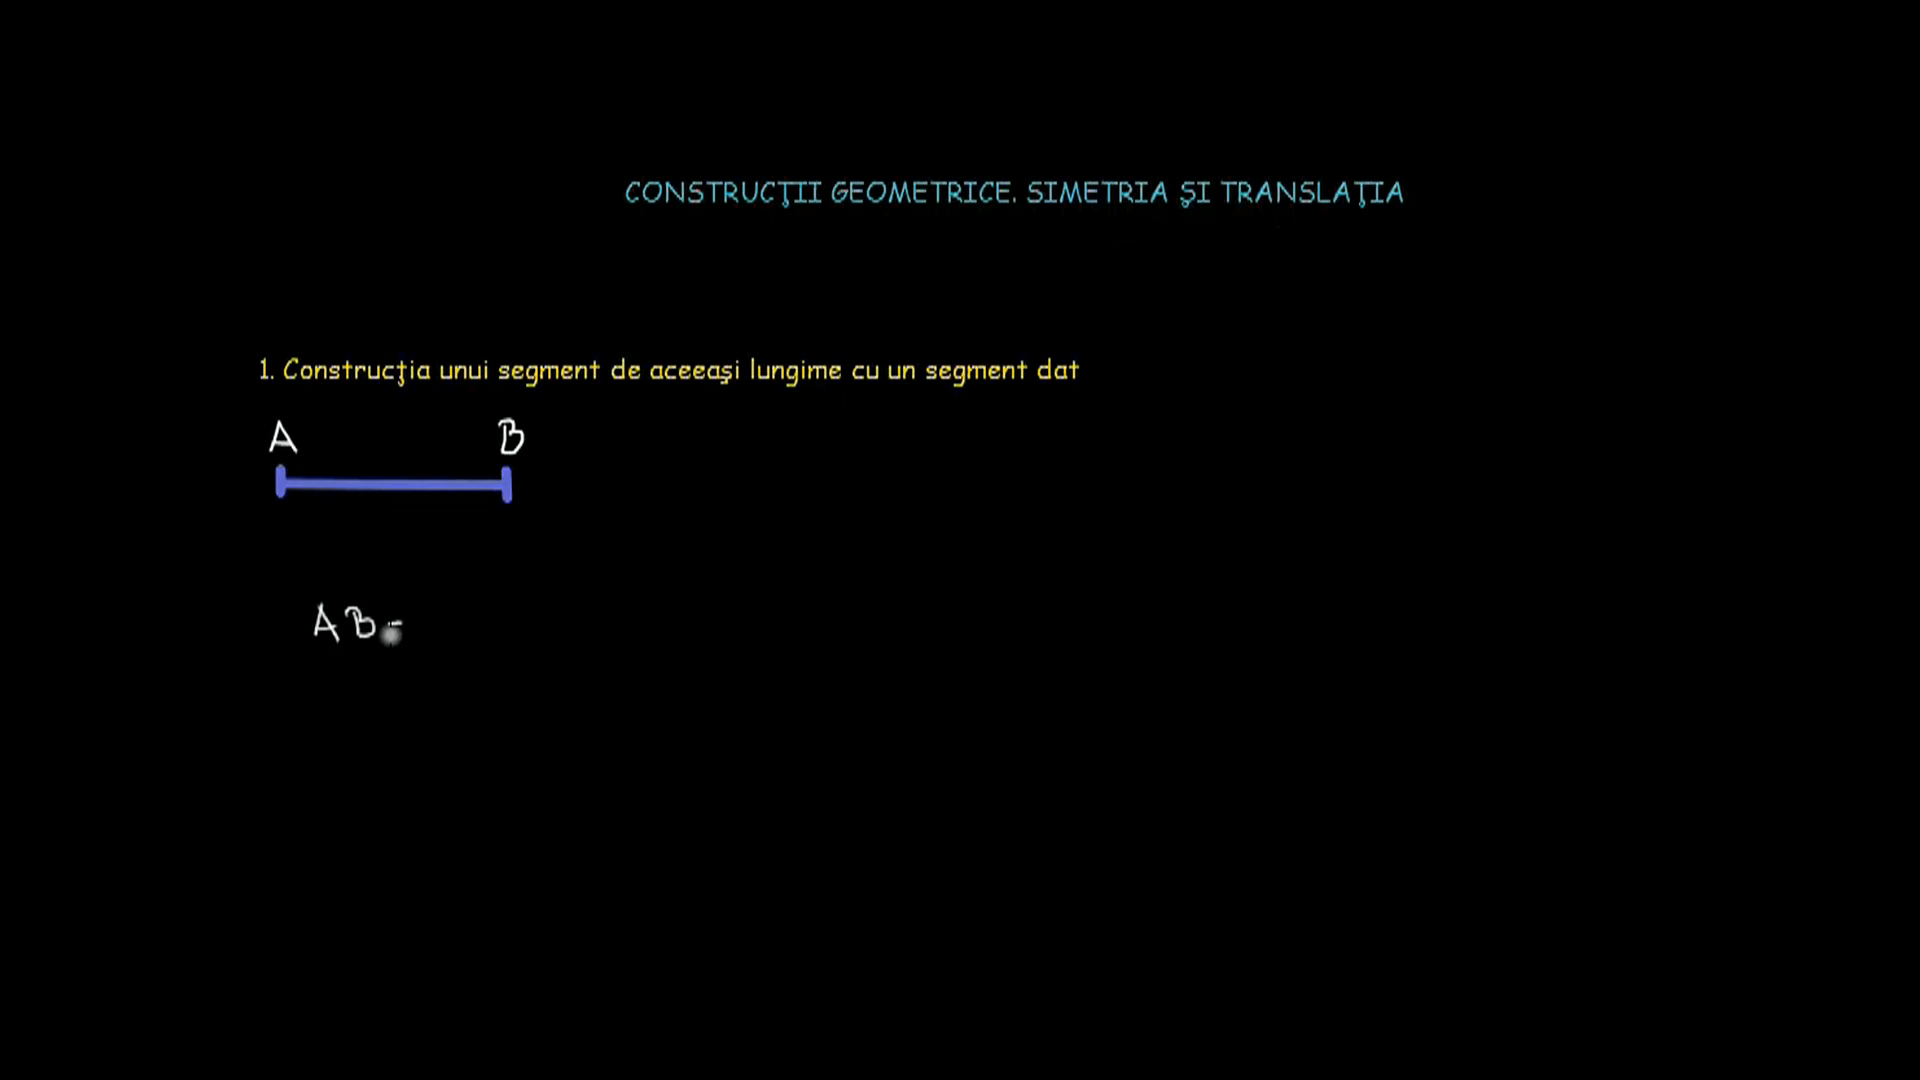 CONSTRUCŢII GEOMETRICE. SIMETRIA ŞI TRANSLAŢIA
1. Construcţia unui segment de aceeaşi lungime cu un segment dat
A B
AB=